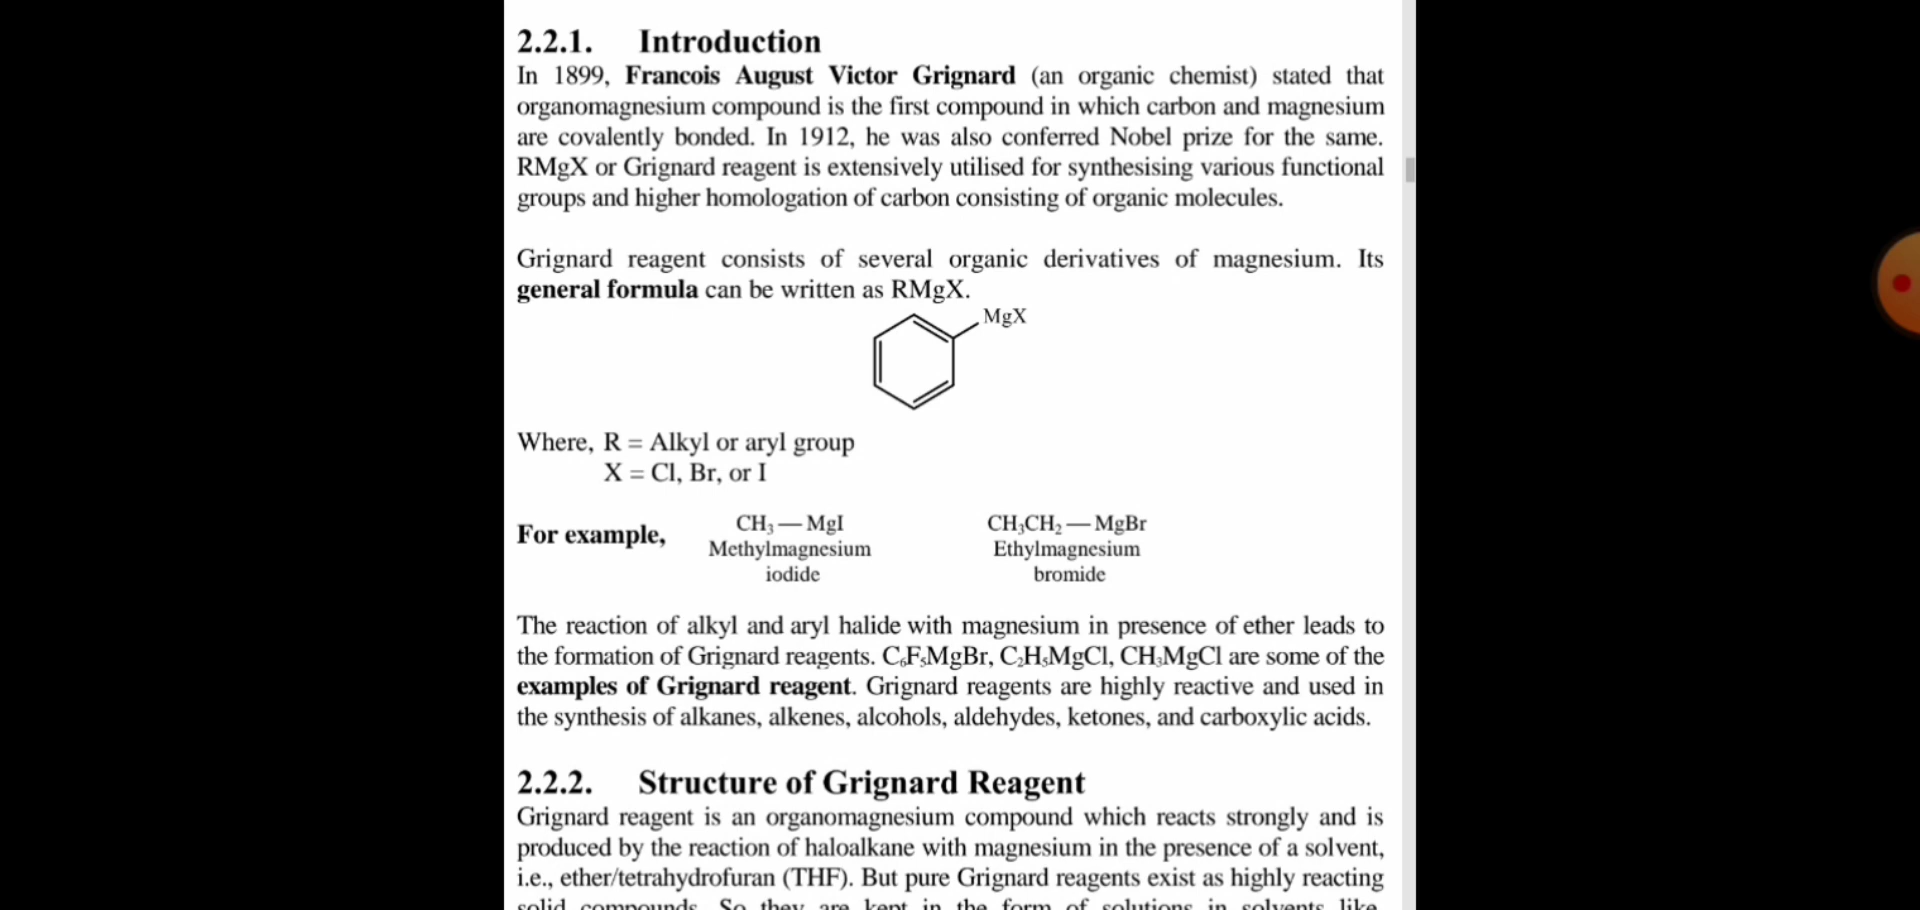 2.2.1. Introduction
In 1899, Francois August Victor Grignard (an organic chemist) stated that
organomagnesium compound is the first compound in which carbon and magnesium
are covalently bonded. In 1912, he was also conferred Nobel prize for the same.
RMgX or Grignard reagent is extensively utilised for synthesising various functional
groups and higher homologation of carbon consisting of organic molecules.
Grignard reagent consists of several organic derivatives of magnesium. Its
general formula can be written as RMgX.
MgX
Where, R = Alkyl or aryl group
X = Cl, Br, or I
For example,
CH₃ — MgI
Methylmagnesium
iodide
CH₃CH₂ — MgBr
Ethylmagnesium
bromide
The reaction of alkyl and aryl halide with magnesium in presence of ether leads to
the formation of Grignard reagents. C₆F₅MgBr, C₂H₅MgCl, CH₃MgCl are some of the
examples of Grignard reagent. Grignard reagents are highly reactive and used in
the synthesis of alkanes, alkenes, alcohols, aldehydes, ketones, and carboxylic acids.
2.2.2. Structure of Grignard Reagent
Grignard reagent is an organomagnesium compound which reacts strongly and is
produced by the reaction of haloalkane with magnesium in the presence of a solvent,
i.e., ether/tetrahydrofuran (THF). But pure Grignard reagents exist as highly reacting
solid compounds. So they are kept in the form of solutions in solvents like